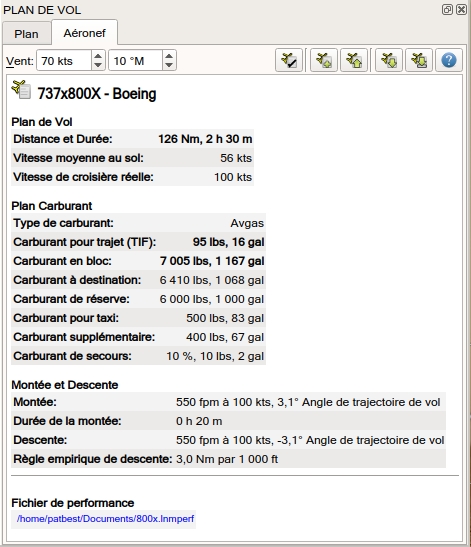 PLAN DE VOL
Plan Aéronef
Vent: 70 kts 10 °M
737x800X - Boeing
Plan de Vol
Distance et Durée: 126 Nm, 2 h 30 m
Vitesse moyenne au sol: 56 kts
Vitesse de croisière réelle: 100 kts
Plan Carburant
Type de carburant: Avgas
Carburant pour trajet (TIF): 95 lbs, 16 gal
Carburant en bloc: 7 005 lbs, 1 167 gal
Carburant à destination: 6 410 lbs, 1 068 gal
Carburant de réserve: 6 000 lbs, 1 000 gal
Carburant pour taxi: 500 lbs, 83 gal
Carburant supplémentaire: 400 lbs, 67 gal
Carburant de secours: 10 %, 10 lbs, 2 gal
Montée et Descente
Montée: 550 fpm à 100 kts, 3,1° Angle de trajectoire de vol
Durée de la montée: 0 h 20 m
Descente: 550 fpm à 100 kts, -3,1° Angle de trajectoire de vol
Règle empirique de descente: 3,0 Nm par 1 000 ft
Fichier de performance
/home/patbest/Documents/800x.lnmperf